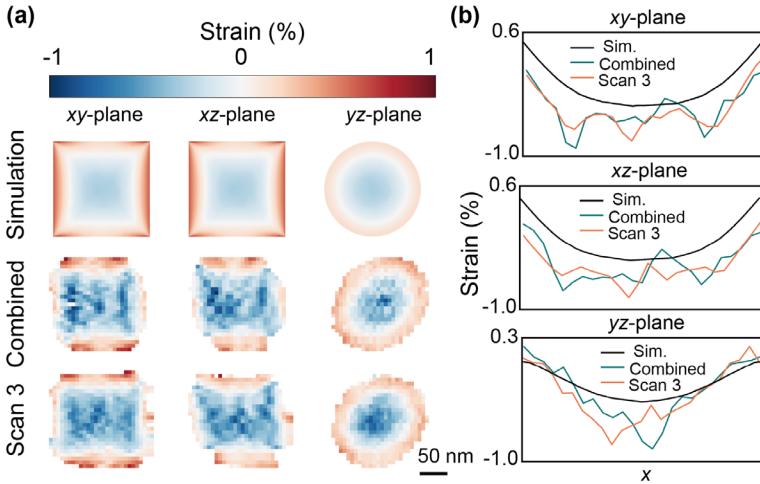 (a)
Strain (%)
-1 0 1
xy-plane xz-plane yz-plane
Simulation
Combined
Scan 3
50 nm
(b)
xy-plane
0.6
Sim.
Combined
Scan 3
-1.0
xz-plane
0.6
Sim.
Combined
Scan 3
-1.0
Strain (%)
yz-plane
0.3
Sim.
Combined
Scan 3
-1.0
x